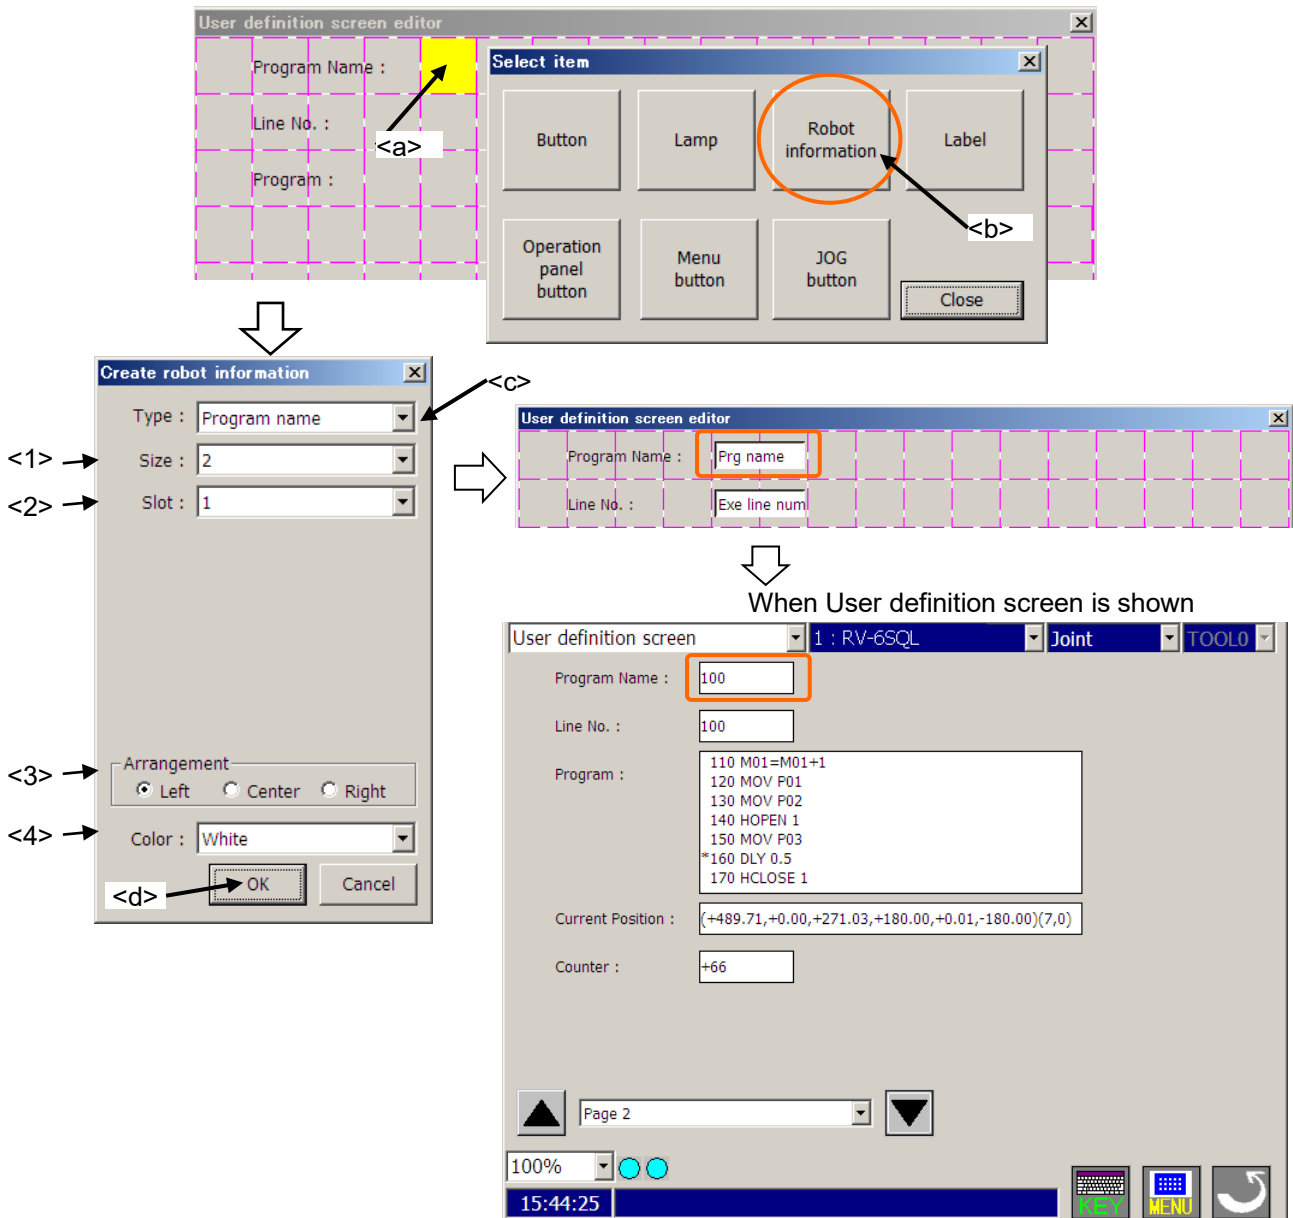 User definition screen editor
Program Name :
<a>
Line No. :
Program :
Select item
Button
Lamp
Robot
information
Label
<b>
Operation
panel
button
Menu
button
JOG
button
Close
Create robot information
<c>
Type : Program name
<1> Size : 2
<2> Slot : 1
<3> Arrangement
Left Center Right
<4> Color : White
<d> OK Cancel
User definition screen editor
Program Name : Prg name
Line No. : Exe line num
When User definition screen is shown
User definition screen 1 : RV-6SQL Joint TOOL0
Program Name : 100
Line No. : 100
Program :
110 M01=M01+1
120 MOV P01
130 MOV P02
140 HOPEN 1
150 MOV P03
*160 DLY 0.5
170 HCLOSE 1
Current Position : (+489.71,+0.00,+271.03,+180.00,+0.01,-180.00)(7,0)
Counter : +66
Page 2
100%
15:44:25
KEY MENU